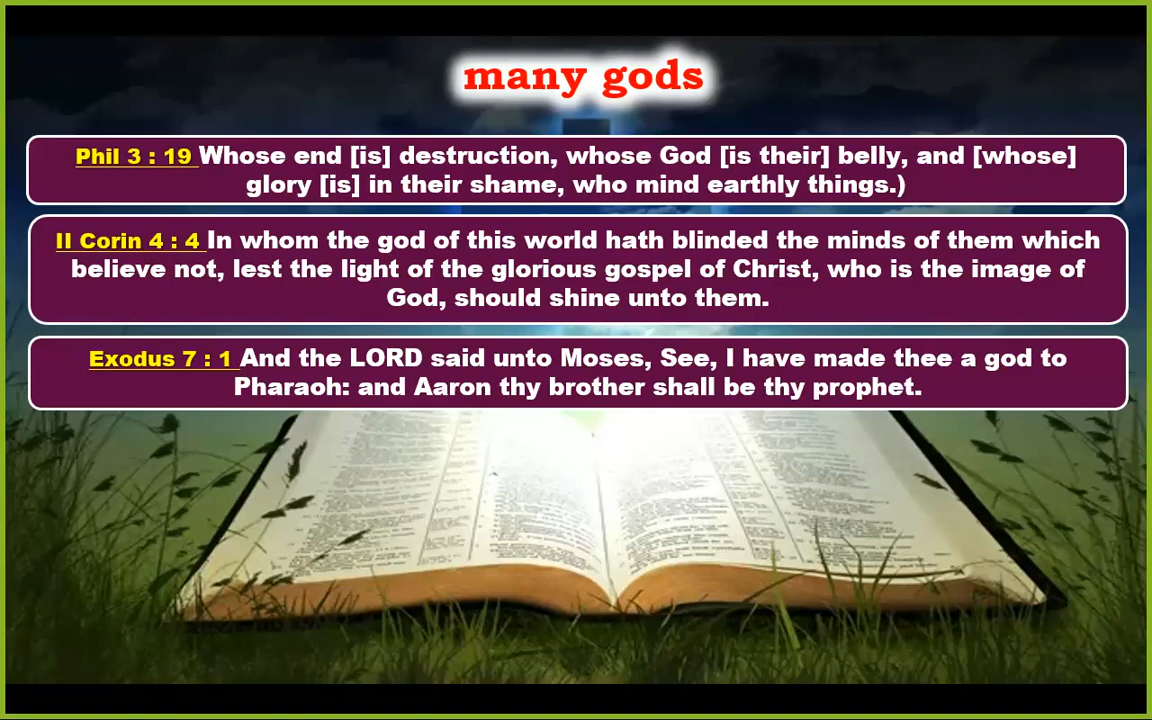 many gods
Phil 3 : 19 Whose end [is] destruction, whose God [is their] belly, and [whose]
glory [is] in their shame, who mind earthly things.)
II Corin 4 : 4 In whom the god of this world hath blinded the minds of them which
believe not, lest the light of the glorious gospel of Christ, who is the image of
God, should shine unto them.
Exodus 7 : 1 And the LORD said unto Moses, See, I have made thee a god to
Pharaoh: and Aaron thy brother shall be thy prophet.